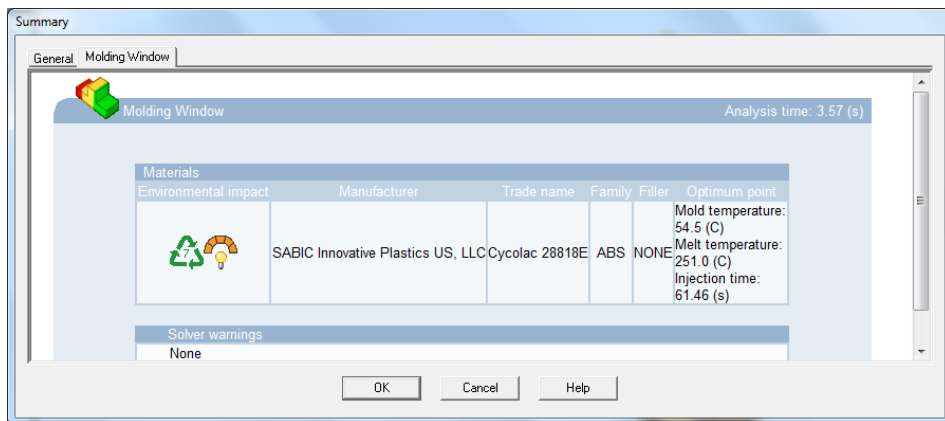 Summary
General Molding Window
Molding Window Analysis time: 3.57 (s)
Materials
Environmental impact Manufacturer Trade name Family Filler Optimum point
7 SABIC Innovative Plastics US, LLC Cycolac 28818E ABS NONE Mold temperature:
54.5 (C)
Melt temperature:
251.0 (C)
Injection time:
61.46 (s)
Solver warnings
None
OK Cancel Help